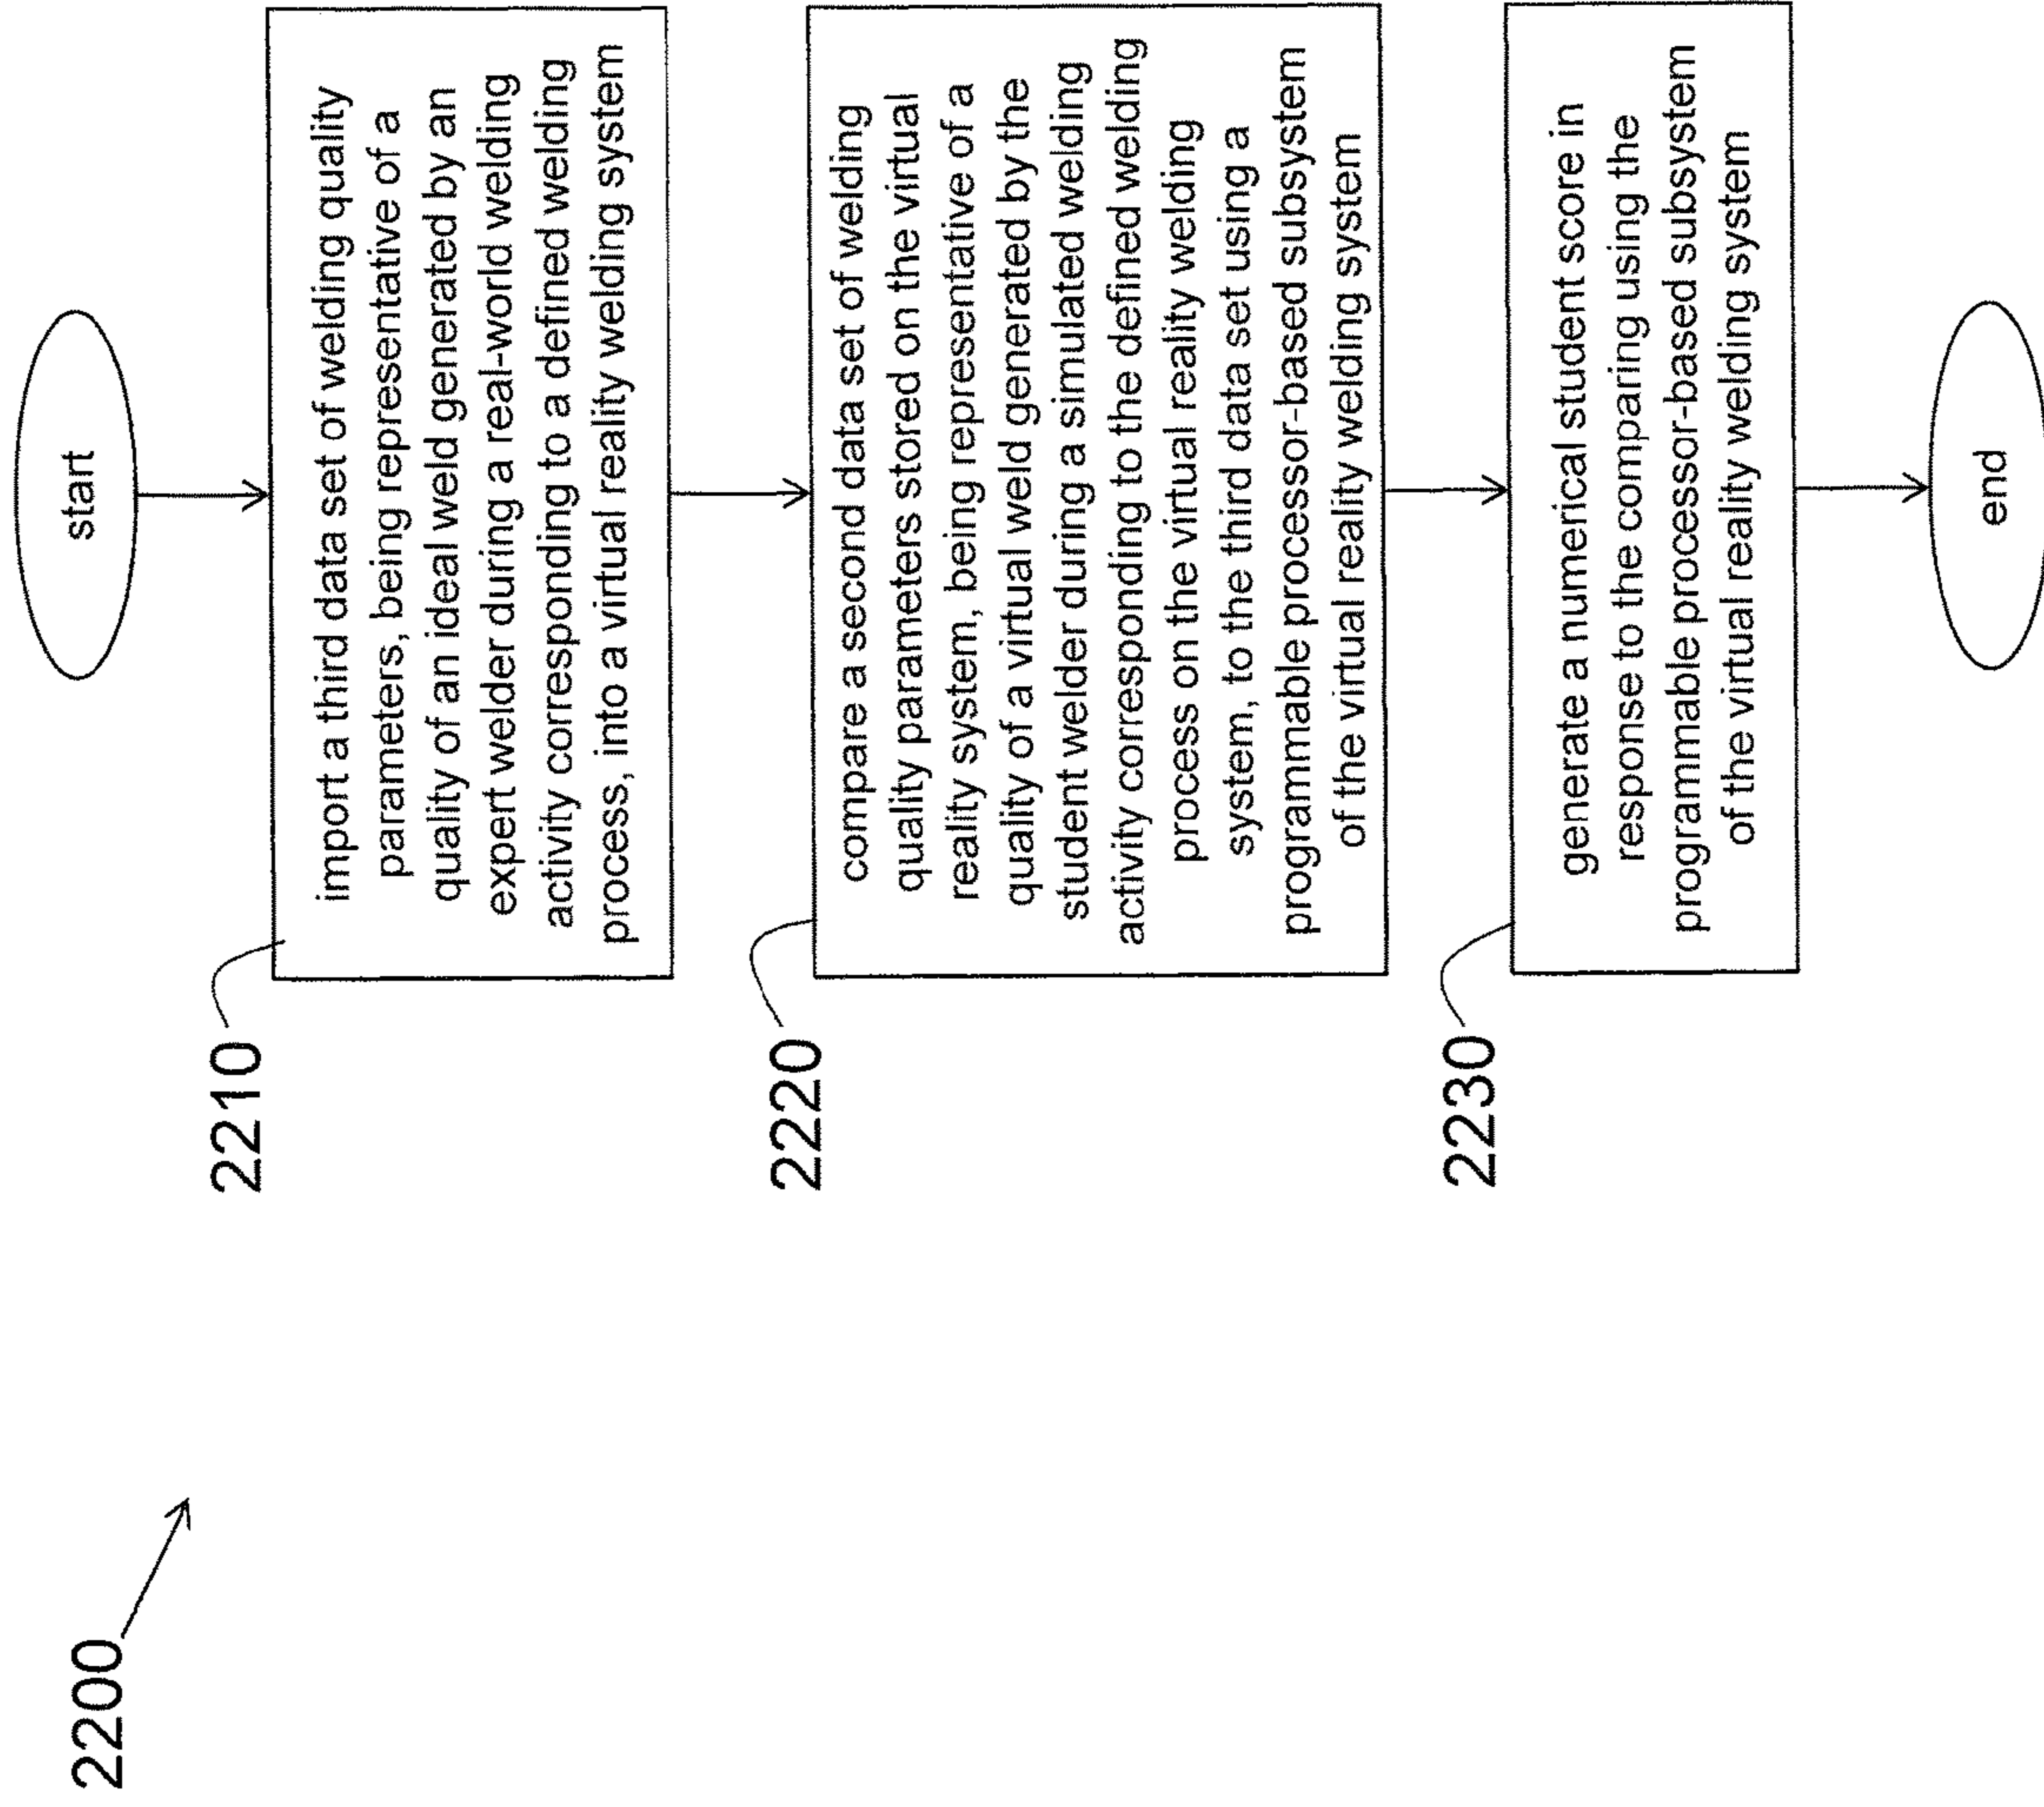 2200
start
2210
import a third data set of welding quality
parameters, being representative of a
quality of an ideal weld generated by an
expert welder during a real-world welding
activity corresponding to a defined welding
process, into a virtual reality welding system
2220
compare a second data set of welding
quality parameters stored on the virtual
reality system, being representative of a
quality of a virtual weld generated by the
student welder during a simulated welding
activity corresponding to the defined welding
process on the virtual reality welding
system, to the third data set using a
programmable processor-based subsystem
of the virtual reality welding system
2230
generate a numerical student score in
response to the comparing using the
programmable processor-based subsystem
of the virtual reality welding system
end